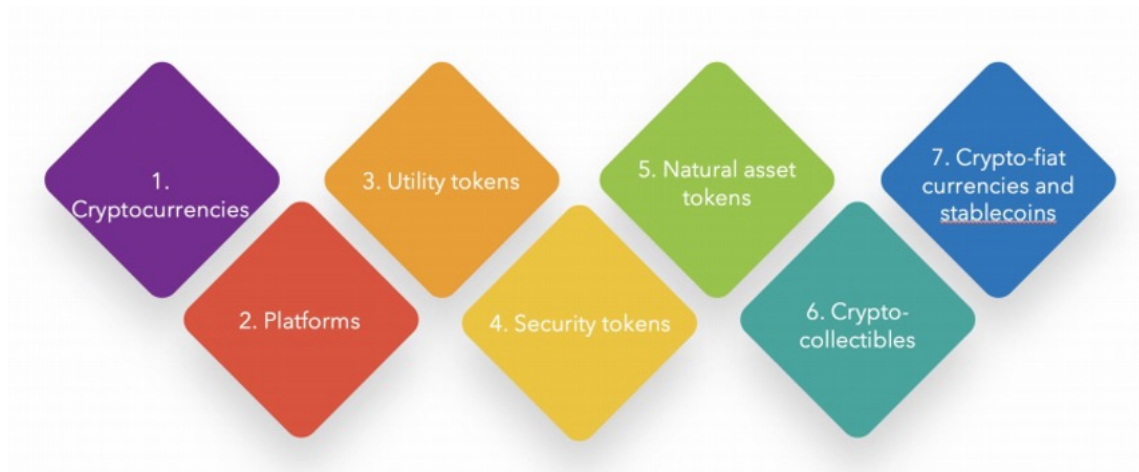 1.
Cryptocurrencies
2. Platforms
3. Utility tokens
4. Security tokens
5. Natural asset
tokens
6. Crypto-
collectibles
7. Crypto-fiat
currencies and
stablecoins